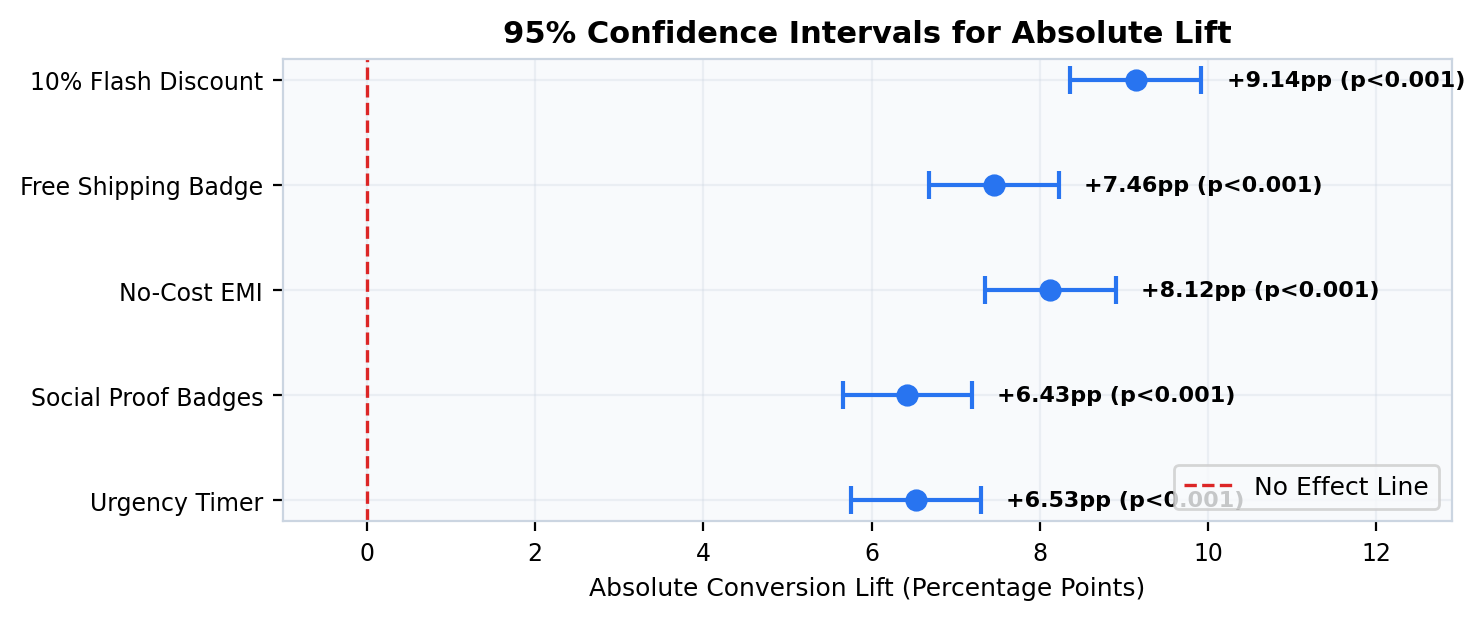 95% Confidence Intervals for Absolute Lift
10% Flash Discount
+9.14pp (p<0.001)
Free Shipping Badge
+7.46pp (p<0.001)
No-Cost EMI
+8.12pp (p<0.001)
Social Proof Badges
+6.43pp (p<0.001)
Urgency Timer
+6.53pp (p<0.001)
No Effect Line
0 2 4 6 8 10 12
Absolute Conversion Lift (Percentage Points)